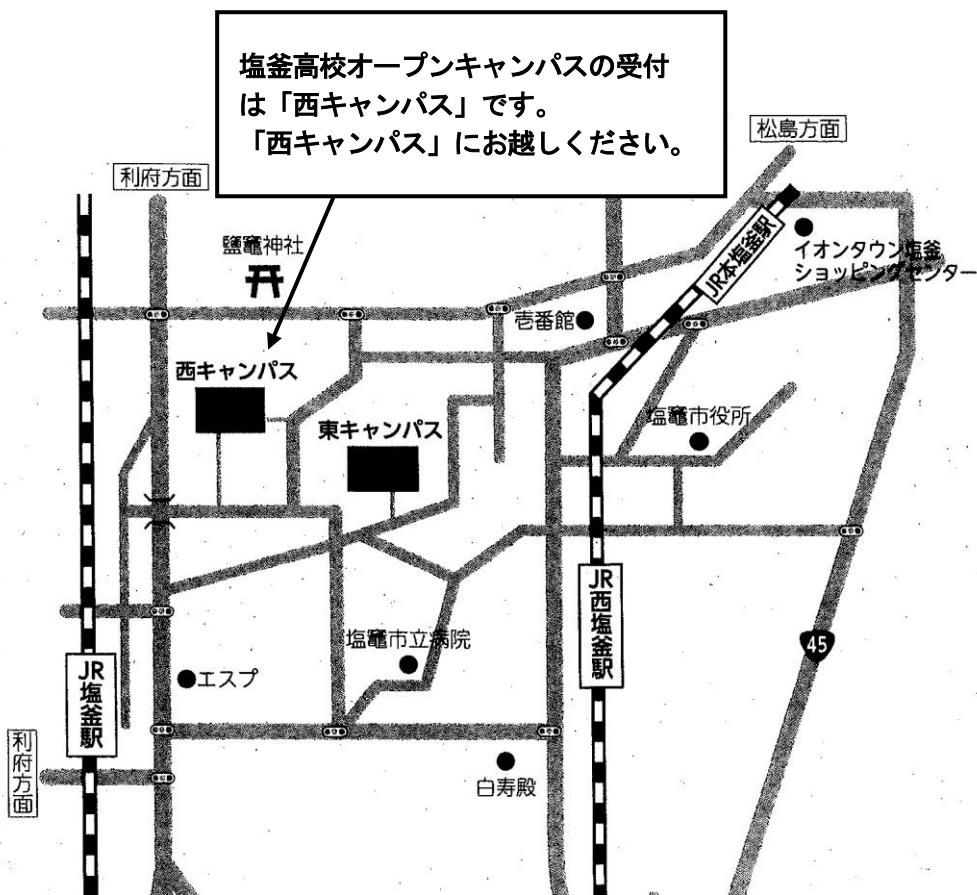 塩釜高校オープンキャンパスの受付
は「西キャンパス」です。
「西キャンパス」にお越しください。
松島方面
利府方面
鹽竈神社
JR本塩釜駅
イオンタウン塩釜
ショッピングセンター
壱番館
西キャンパス
東キャンパス
塩竈市役所
JR西塩釜駅
塩竈市立病院
45
エスプ
JR塩釜駅
利府方面
白寿殿